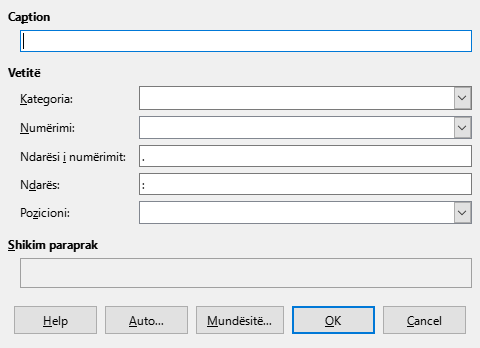 Caption
Vetitë
Kategoria:
Numërimi:
Ndarësi i numërimit: .
Ndarës: :
Pozicioni:
Shikim paraprak
Help Auto... Mundësitë... OK Cancel